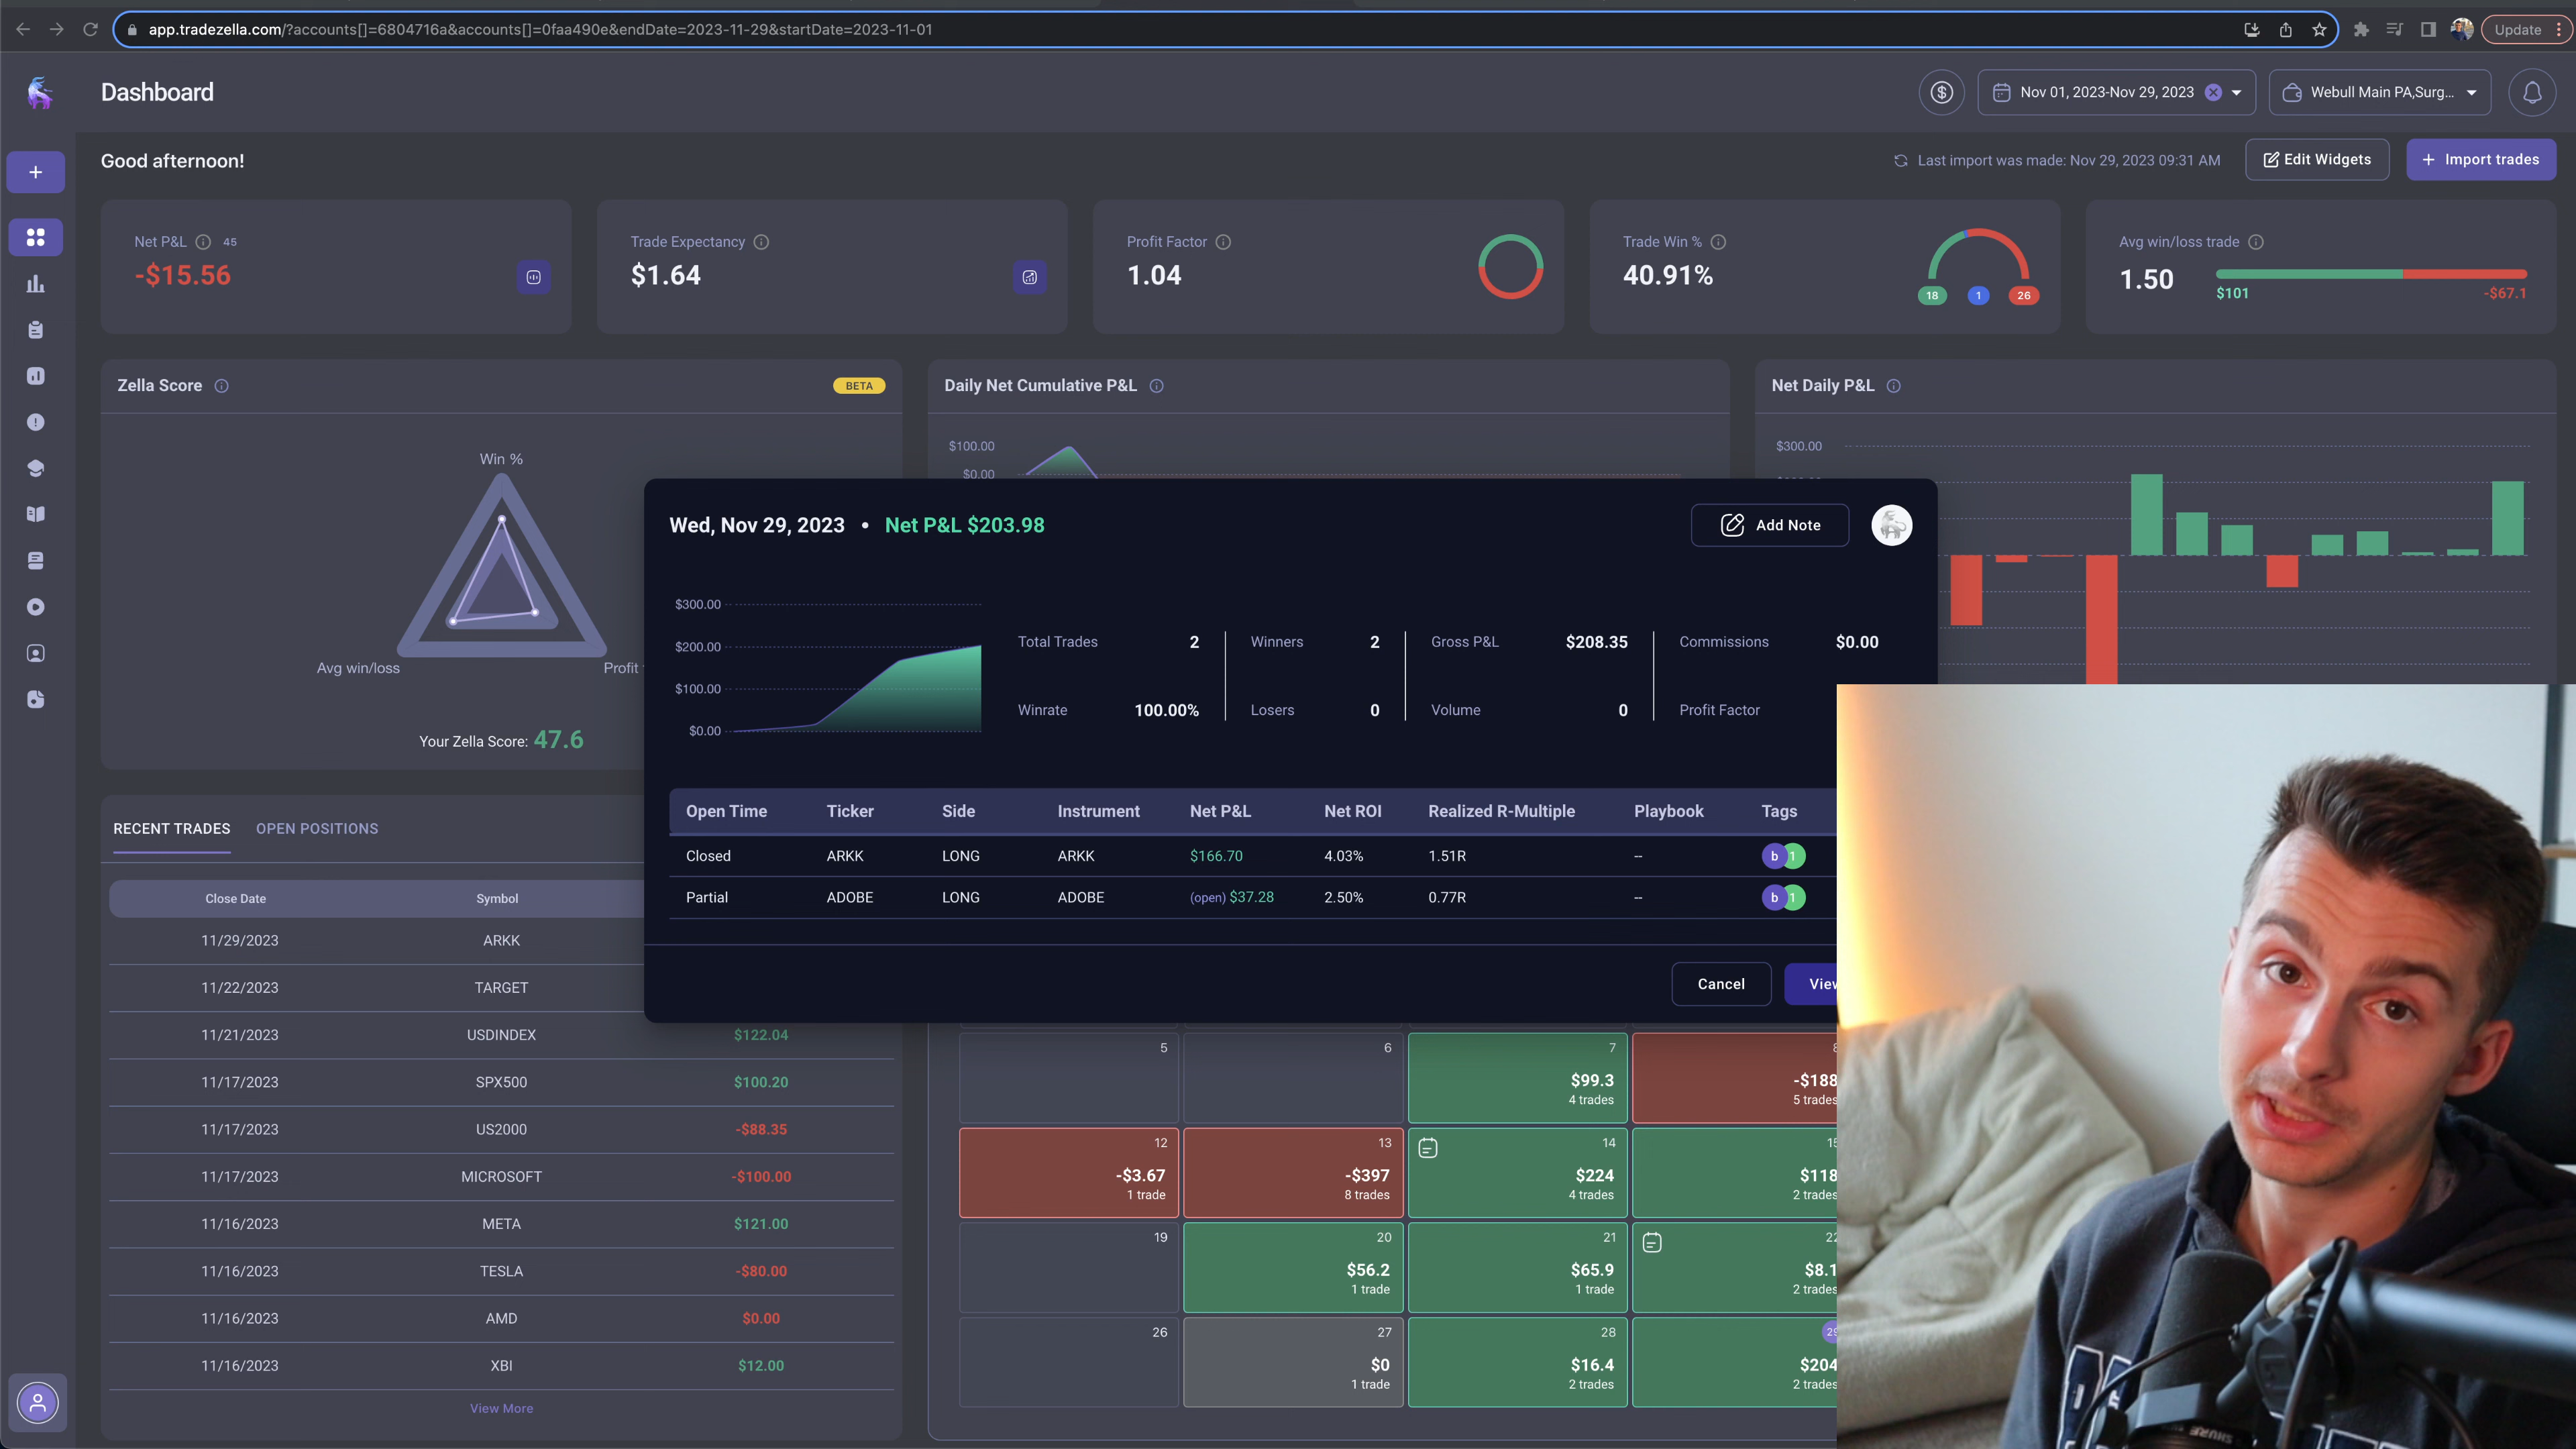 app.tradezella.com/?accounts[]=6804716a&accounts[]=0faa490e&endDate=2023-11-29&startDate=2023-11-01
Update
Dashboard
$
Nov 01, 2023-Nov 29, 2023
Webull Main PA,Surg...
Good afternoon!
Last import was made: Nov 29, 2023 09:31 AM
Edit Widgets
+ Import trades
Net P&L 45
-$15.56
Trade Expectancy
$1.64
Profit Factor
1.04
Trade Win %
40.91%
18 1 26
Avg win/loss trade
1.50
$101 -$67.1
Zella Score
BETA
Win %
Avg win/loss
Profit
Your Zella Score: 47.6
Daily Net Cumulative P&L
$100.00
$0.00
Net Daily P&L
$300.00
Wed, Nov 29, 2023 • Net P&L $203.98
Add Note
$300.00
$200.00
$100.00
$0.00
Total Trades 2 Winners 2 Gross P&L $208.35 Commissions $0.00
Winrate 100.00% Losers 0 Volume 0 Profit Factor
Open Time Ticker Side Instrument Net P&L Net ROI Realized R-Multiple Playbook Tags
Closed ARKK LONG ARKK $166.70 4.03% 1.51R -- b 1
Partial ADOBE LONG ADOBE (open) $37.28 2.50% 0.77R -- b 1
Cancel
View
RECENT TRADES OPEN POSITIONS
Close Date Symbol
11/29/2023 ARKK
11/22/2023 TARGET
11/21/2023 USDINDEX $122.04
11/17/2023 SPX500 $100.20
11/17/2023 US2000 -$88.35
11/17/2023 MICROSOFT -$100.00
11/16/2023 META $121.00
11/16/2023 TESLA -$80.00
11/16/2023 AMD $0.00
11/16/2023 XBI $12.00
View More
5 6 7 8
$99.3 -$188
4 trades 5 trades
12 13 14 15
-$3.67 -$397 $224 $118
1 trade 8 trades 4 trades 2 trades
19 20 21 22
$56.2 $65.9 $8.1
1 trade 1 trade 2 trades
26 27 28 29
$0 $16.4 $204
1 trade 2 trades 2 trades
SHURE